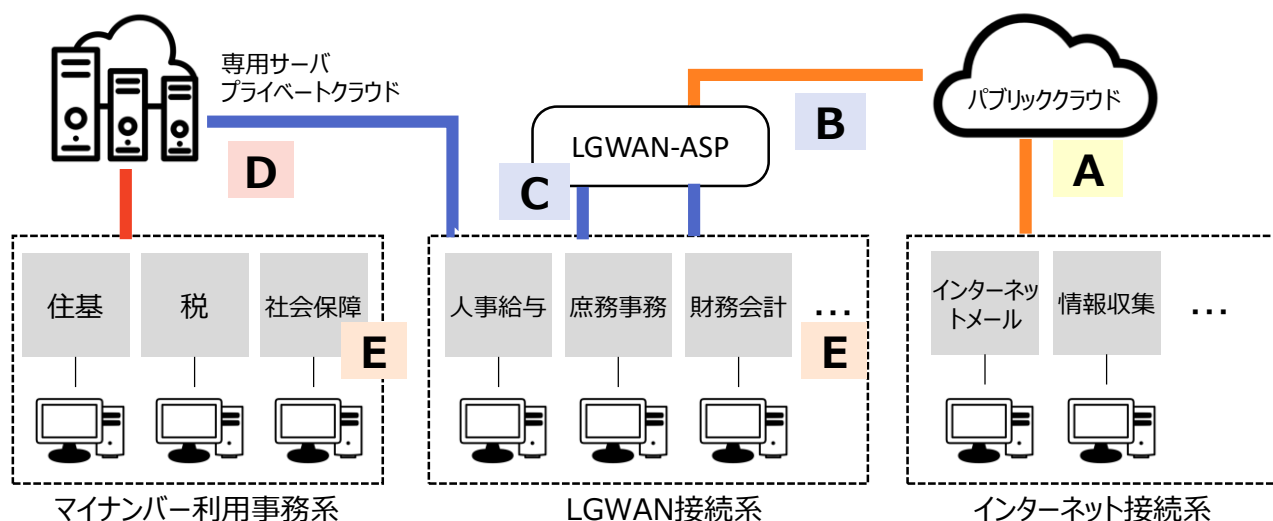 専用サーバ
プライベートクラウド
パブリッククラウド
LGWAN-ASP
B
D
C
A
住基
税
社会保障
人事給与
庶務事務
財務会計
...
インターネッ
トメール
情報収集
...
E
E
マイナンバー利用事務系
LGWAN接続系
インターネット接続系